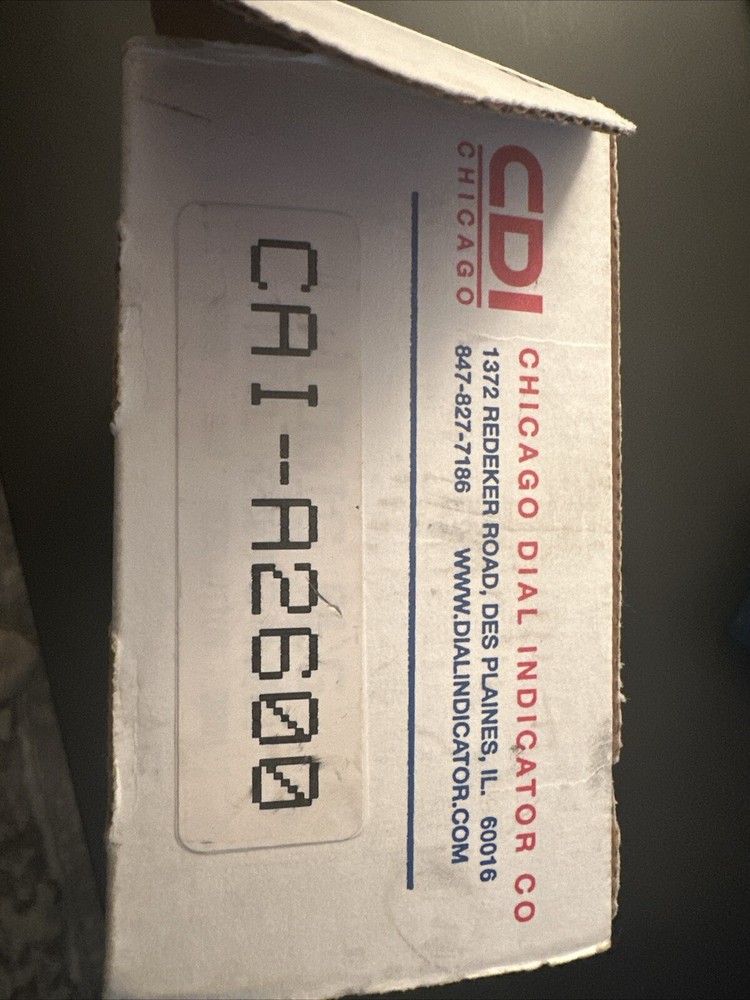 CDI
CHICAGO
CHICAGO DIAL INDICATOR CO
1372 REDEKER ROAD, DES PLAINES, IL. 60016
847-827-7186 WWW.DIALINDICATOR.COM
CAI--A2600